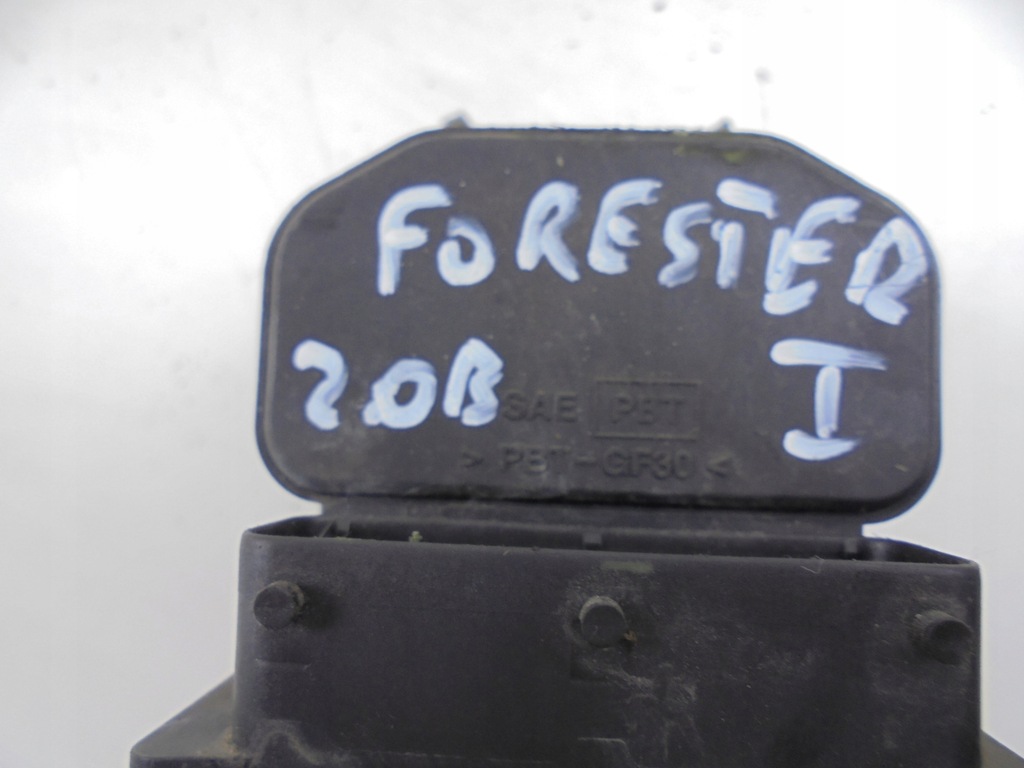 FORESTER
2.0B I
SAE PBT
> PBT-GF30 <